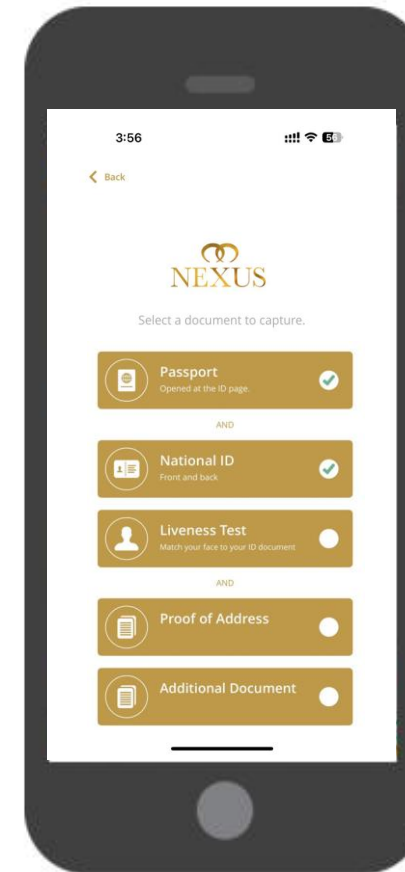 3:56
56
Back
NEXUS
Select a document to capture.
Passport
Opened at the ID page.
AND
National ID
Front and back
Liveness Test
Match your face to your ID document
AND
Proof of Address
Additional Document